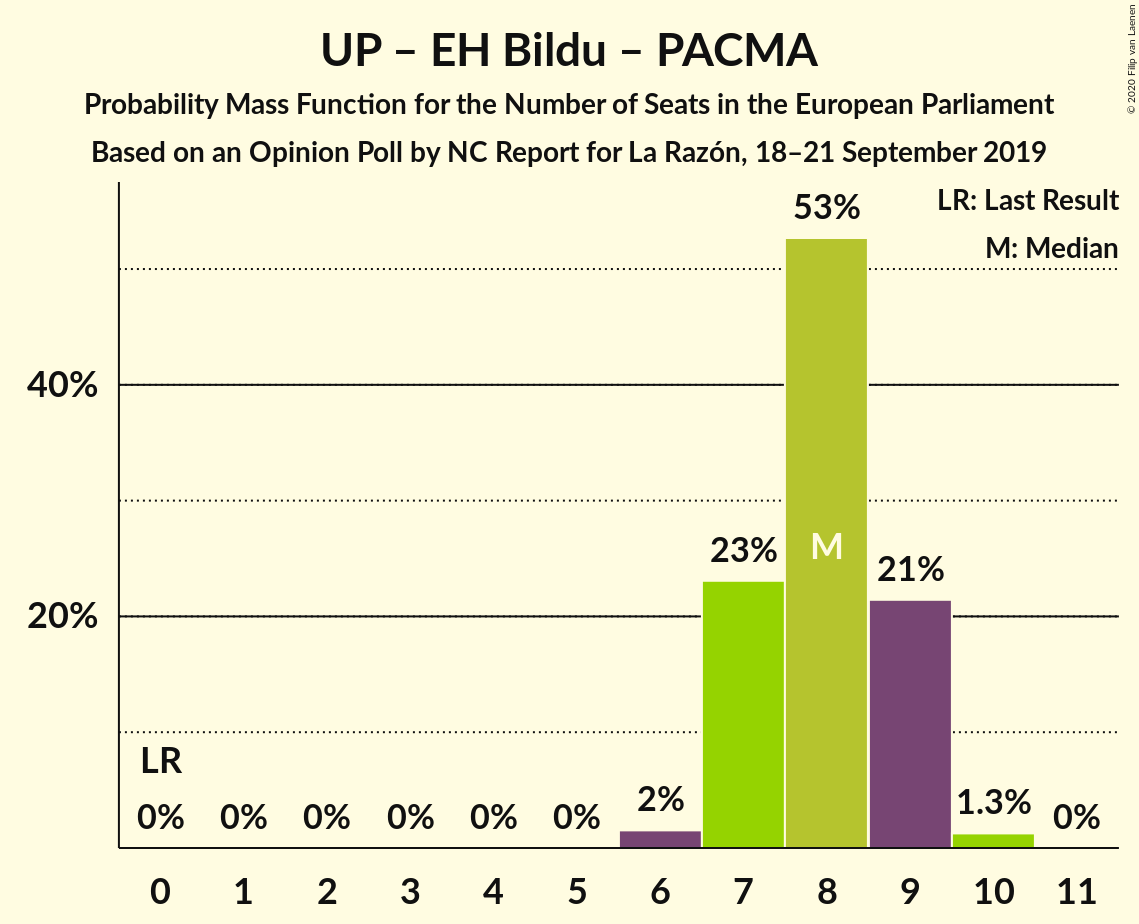 UP – EH Bildu – PACMA
Probability Mass Function for the Number of Seats in the European Parliament
Based on an Opinion Poll by NC Report for La Razón, 18–21 September 2019
© 2020 Filip van Laenen
LR: Last Result
M: Median
40%
20%
LR
0%
0%
0%
0%
0%
0%
2%
23%
53%
M
21%
1.3%
0%
0 1 2 3 4 5 6 7 8 9 10 11